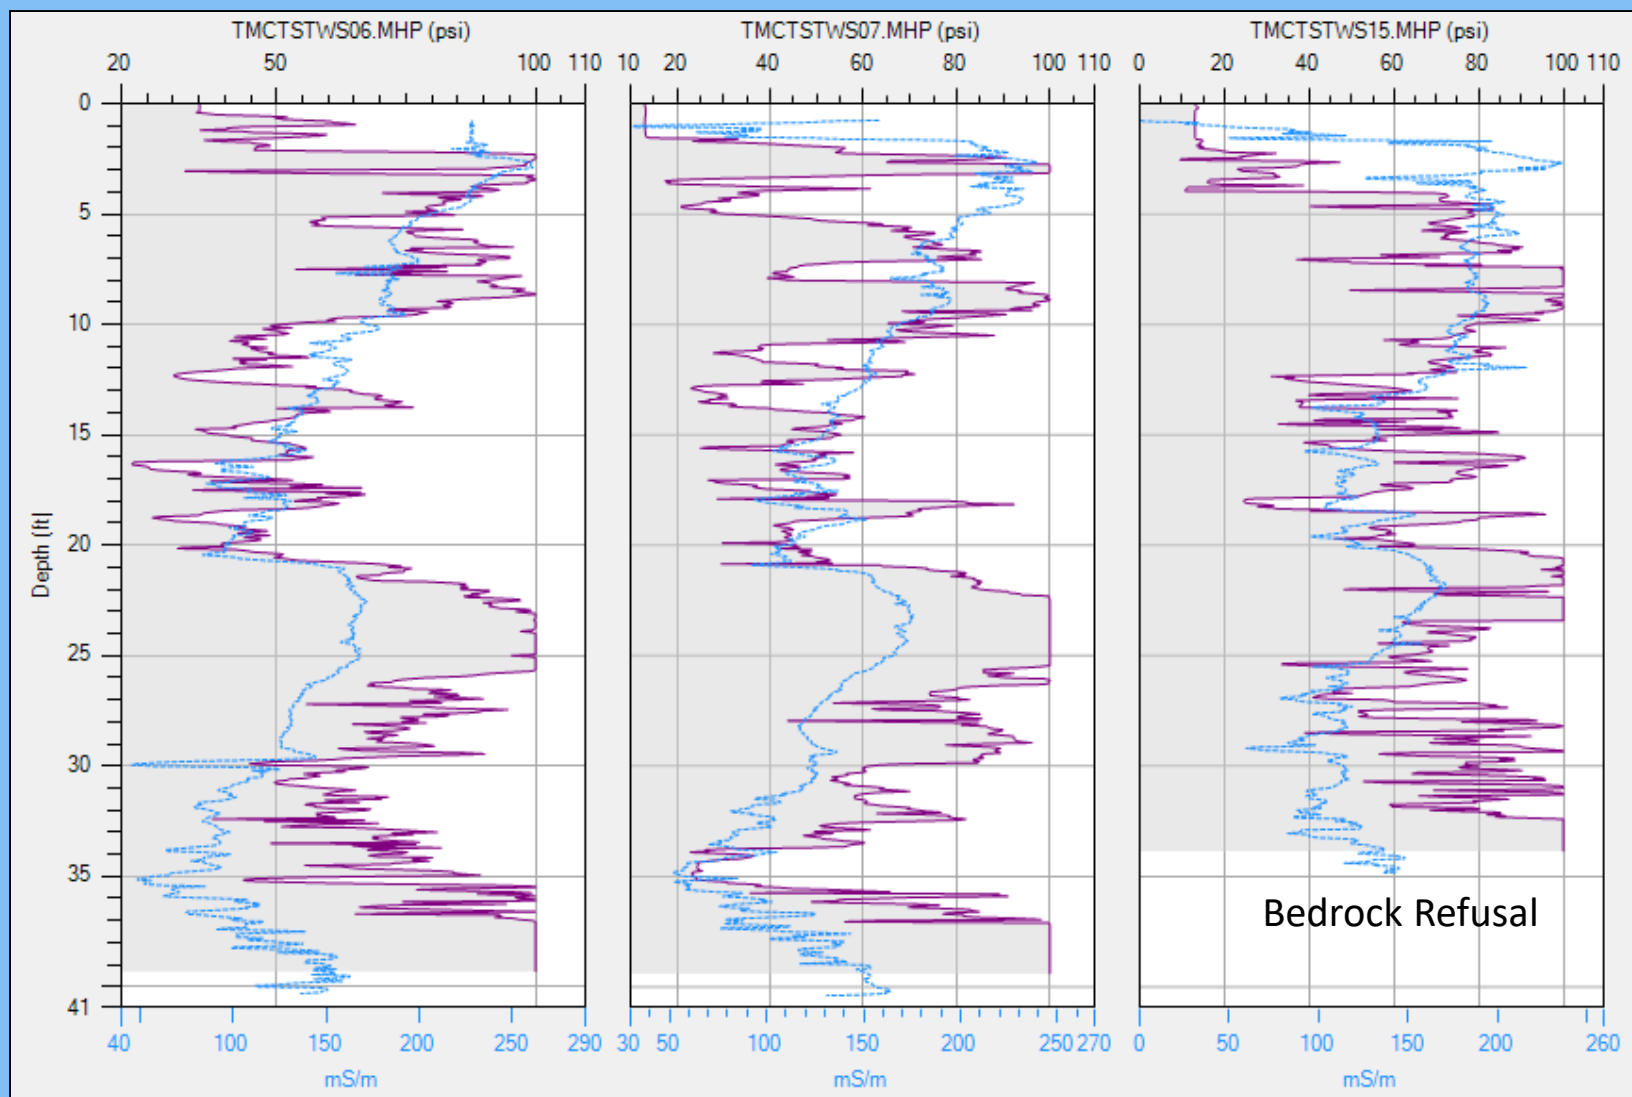 TMCTSTWS06.MHP (psi) TMCTSTWS07.MHP (psi) TMCTSTWS15.MHP (psi)
20 50 100 110 10 20 40 60 80 100 110 0 20 40 60 80 100 110
0
5
10
15
20
25
30
35
41
Depth [ft]
Bedrock Refusal
40 100 150 200 250 290 30 50 100 150 200 250 270 0 50 100 150 200 260
mS/m mS/m mS/m